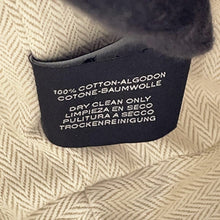 100% COTTON-ALGODON
COTONE-BAUMWOLLE
DRY CLEAN ONLY
LIMPIEZA EN SECO
PULITURA A SECCO
TROCKENREINIGUNG